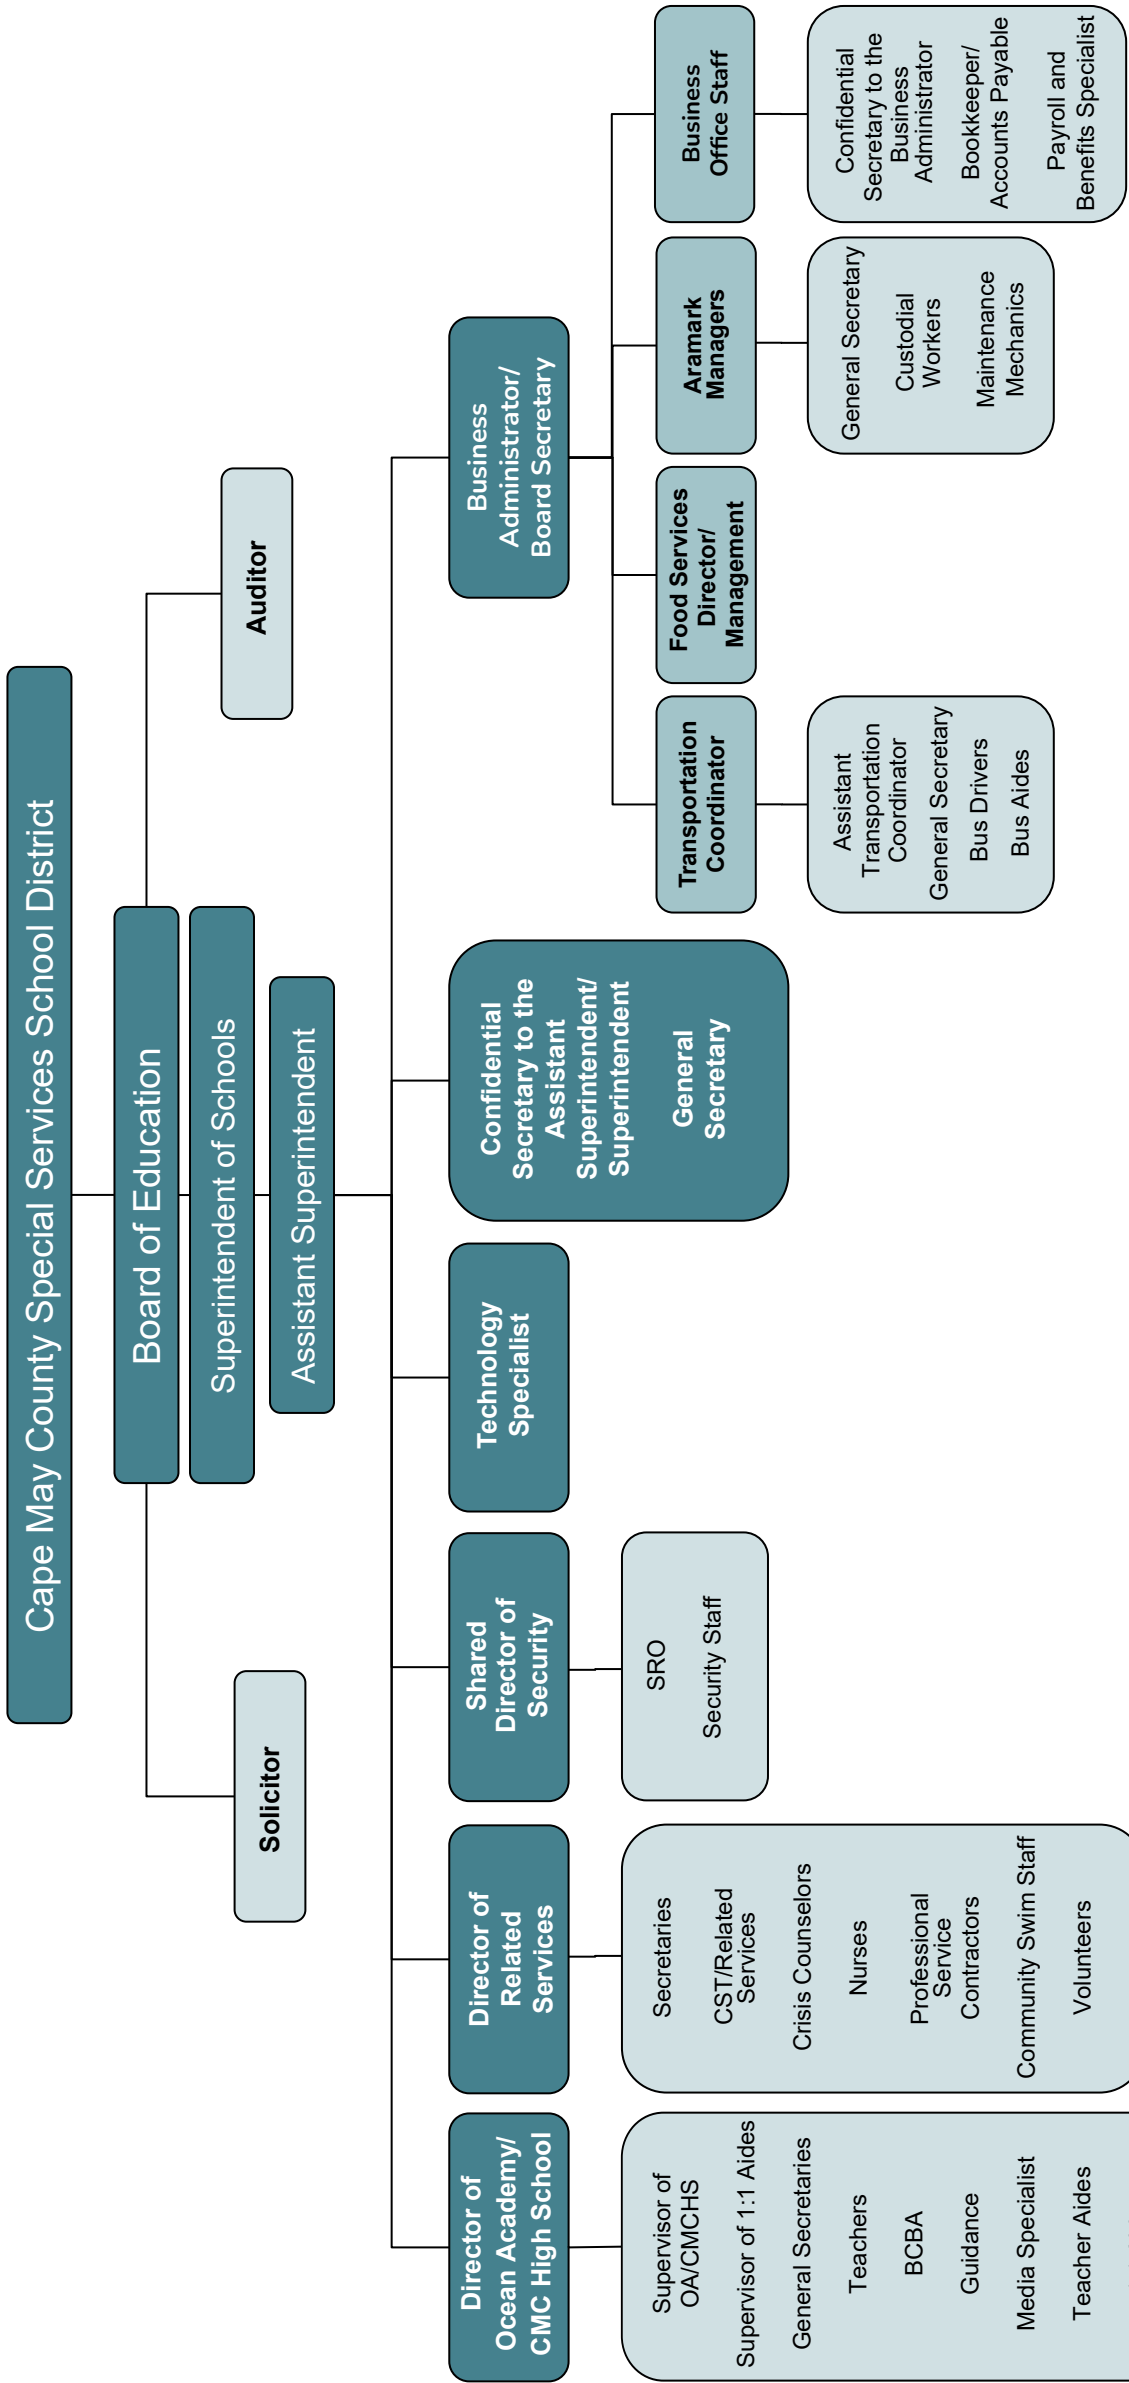 Cape May County Special Services School District
Board of Education
Superintendent of Schools
Assistant Superintendent
Solicitor
Auditor
Director of
Ocean Academy/
CMC High School
Supervisor of
OA/CMCHS
Supervisor of 1:1 Aides
General Secretaries
Teachers
BCBA
Guidance
Media Specialist
Teacher Aides
Director of
Related
Services
Secretaries
CST/Related
Services
Crisis Counselors
Nurses
Professional
Service
Contractors
Community Swim Staff
Volunteers
Shared
Director of
Security
SRO
Security Staff
Technology
Specialist
Confidential
Secretary to the
Assistant
Superintendent/
Superintendent
General
Secretary
Business
Administrator/
Board Secretary
Transportation
Coordinator
Assistant
Transportation
Coordinator
General Secretary
Bus Drivers
Bus Aides
Food Services
Director/
Management
Aramark
Managers
General Secretary
Custodial
Workers
Maintenance
Mechanics
Business
Office Staff
Confidential
Secretary to the
Business
Administrator
Bookkeeper/
Accounts Payable
Payroll and
Benefits Specialist